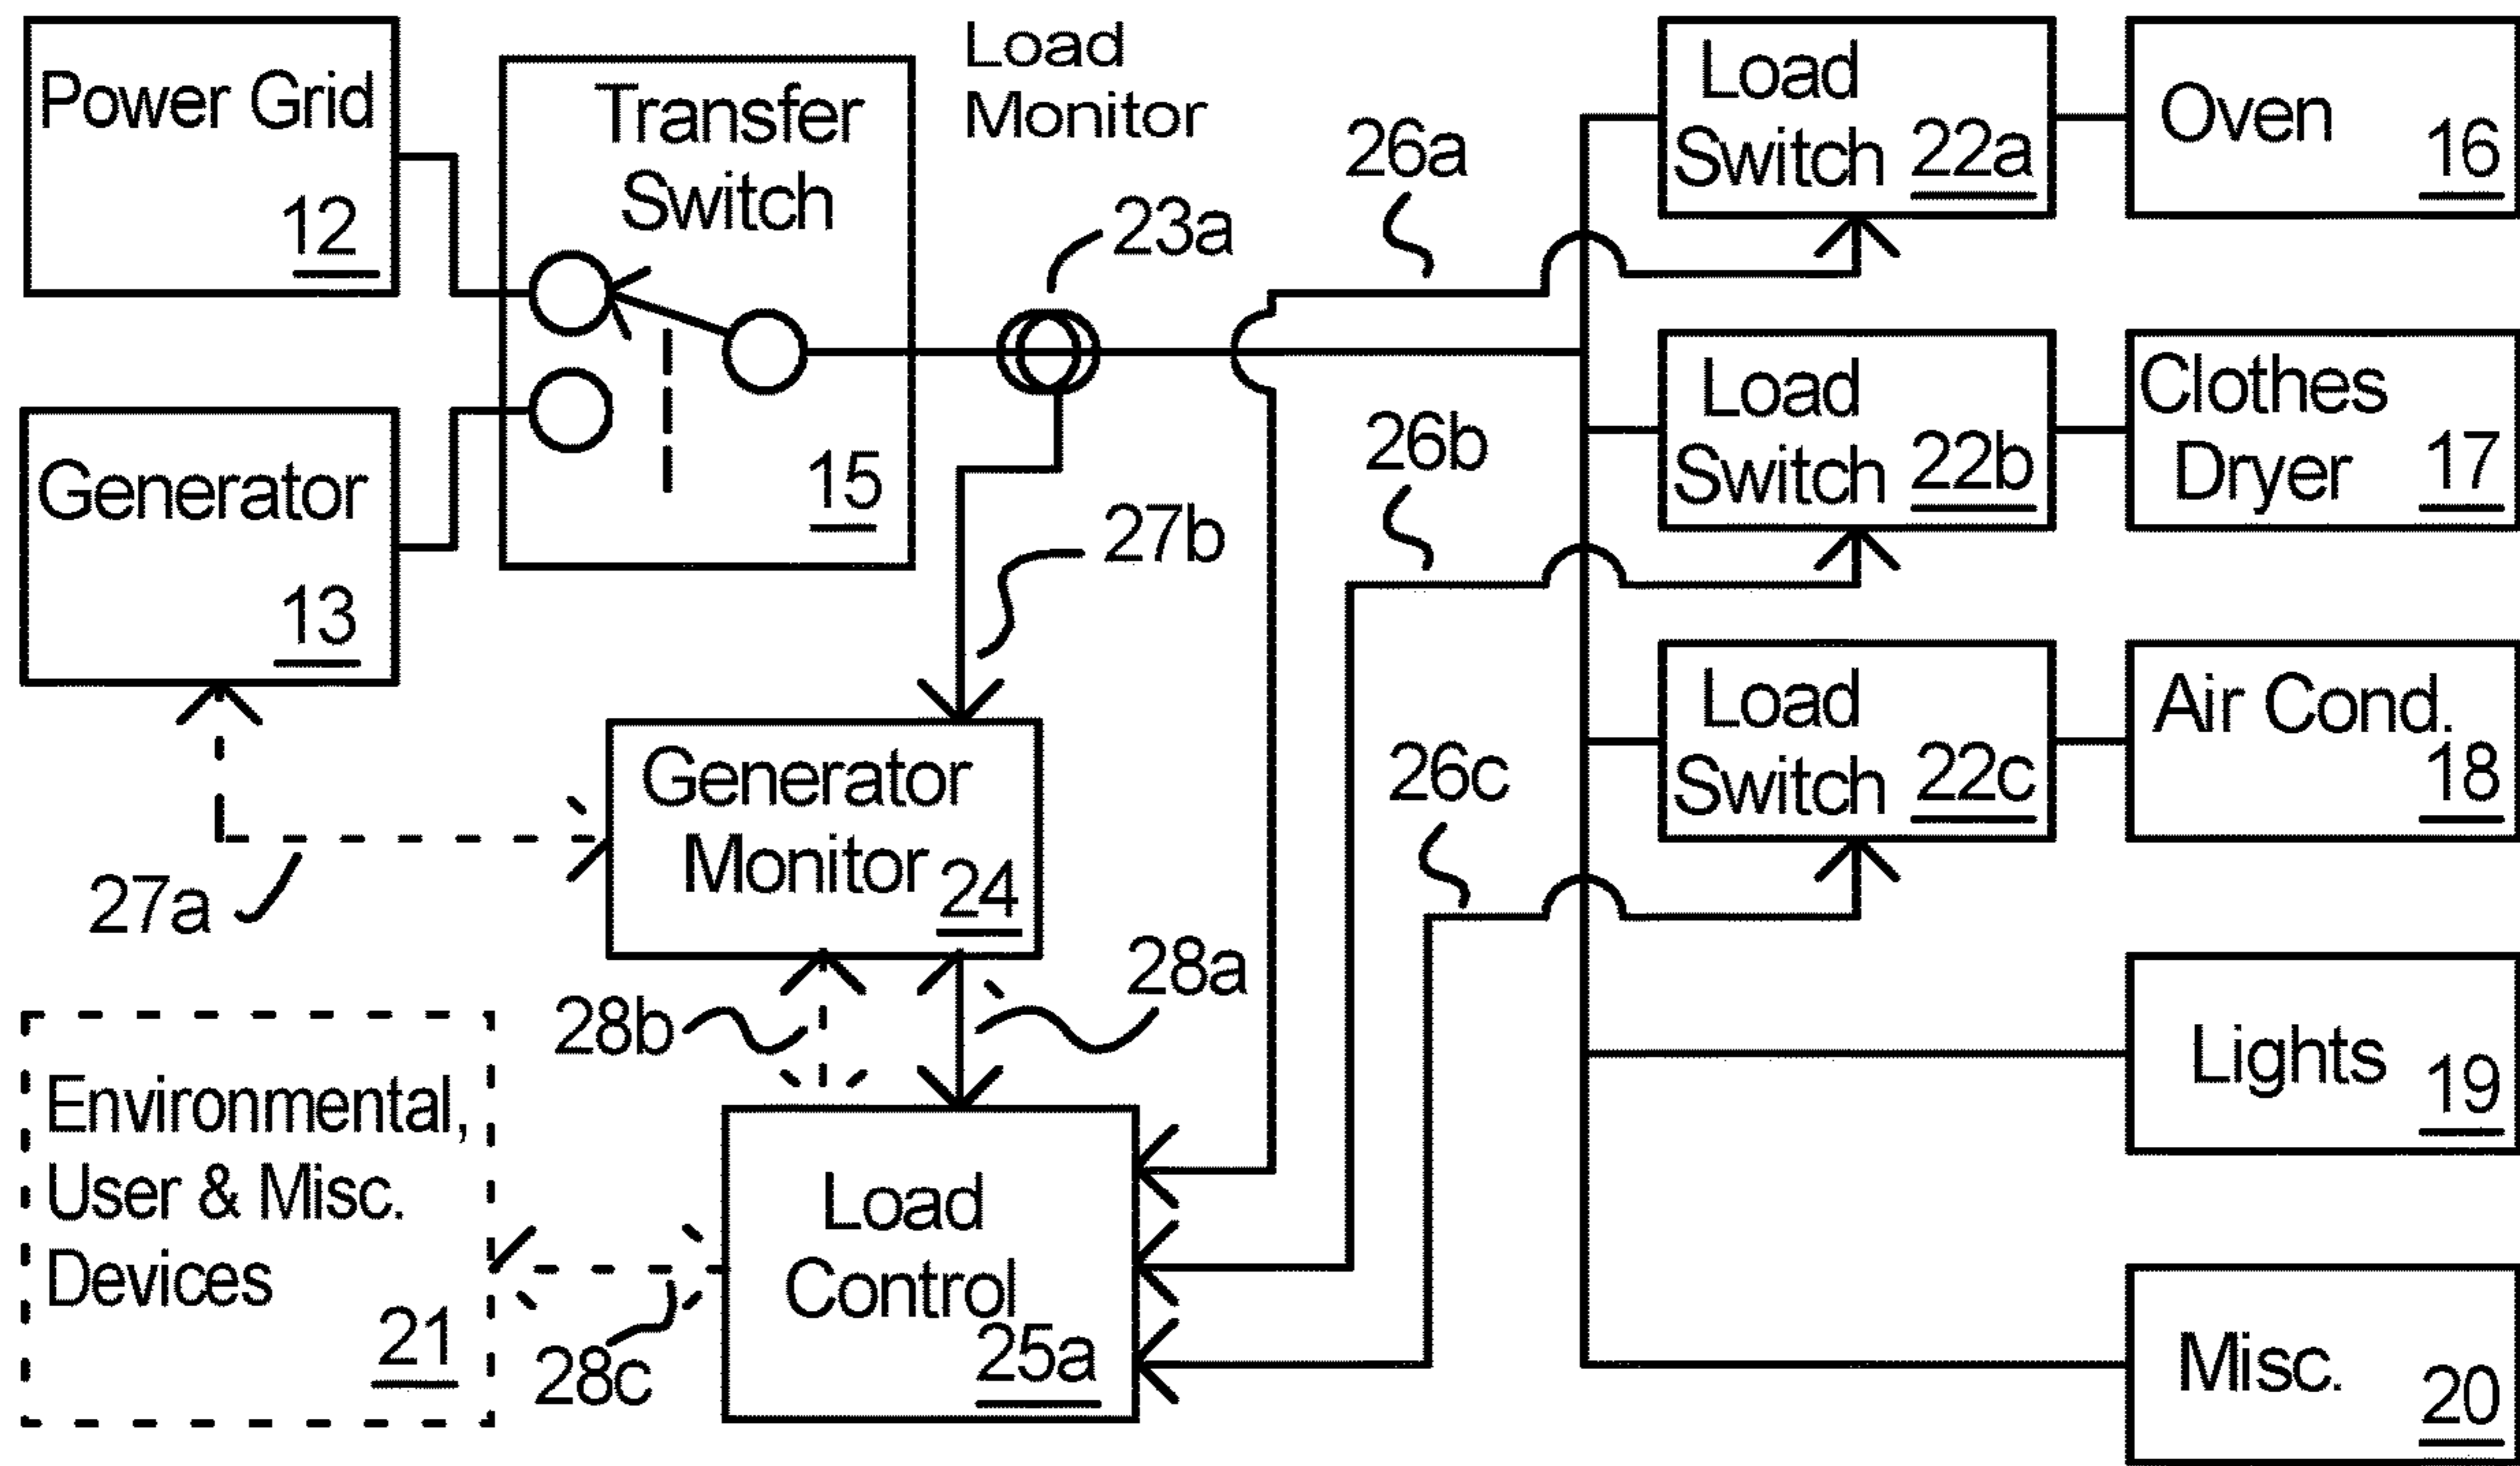 Power Grid
12
Transfer
Switch
15
Load
Monitor
23a
26a
Load
Switch 22a
Oven
16
Generator
13
27b
26b
Load
Switch 22b
Clothes
Dryer 17
27a
Generator
Monitor 24
26c
Load
Switch 22c
Air Cond.
18
28b
28a
Lights 19
Environmental,
User & Misc.
Devices
21
28c
Load
Control
25a
Misc.
20